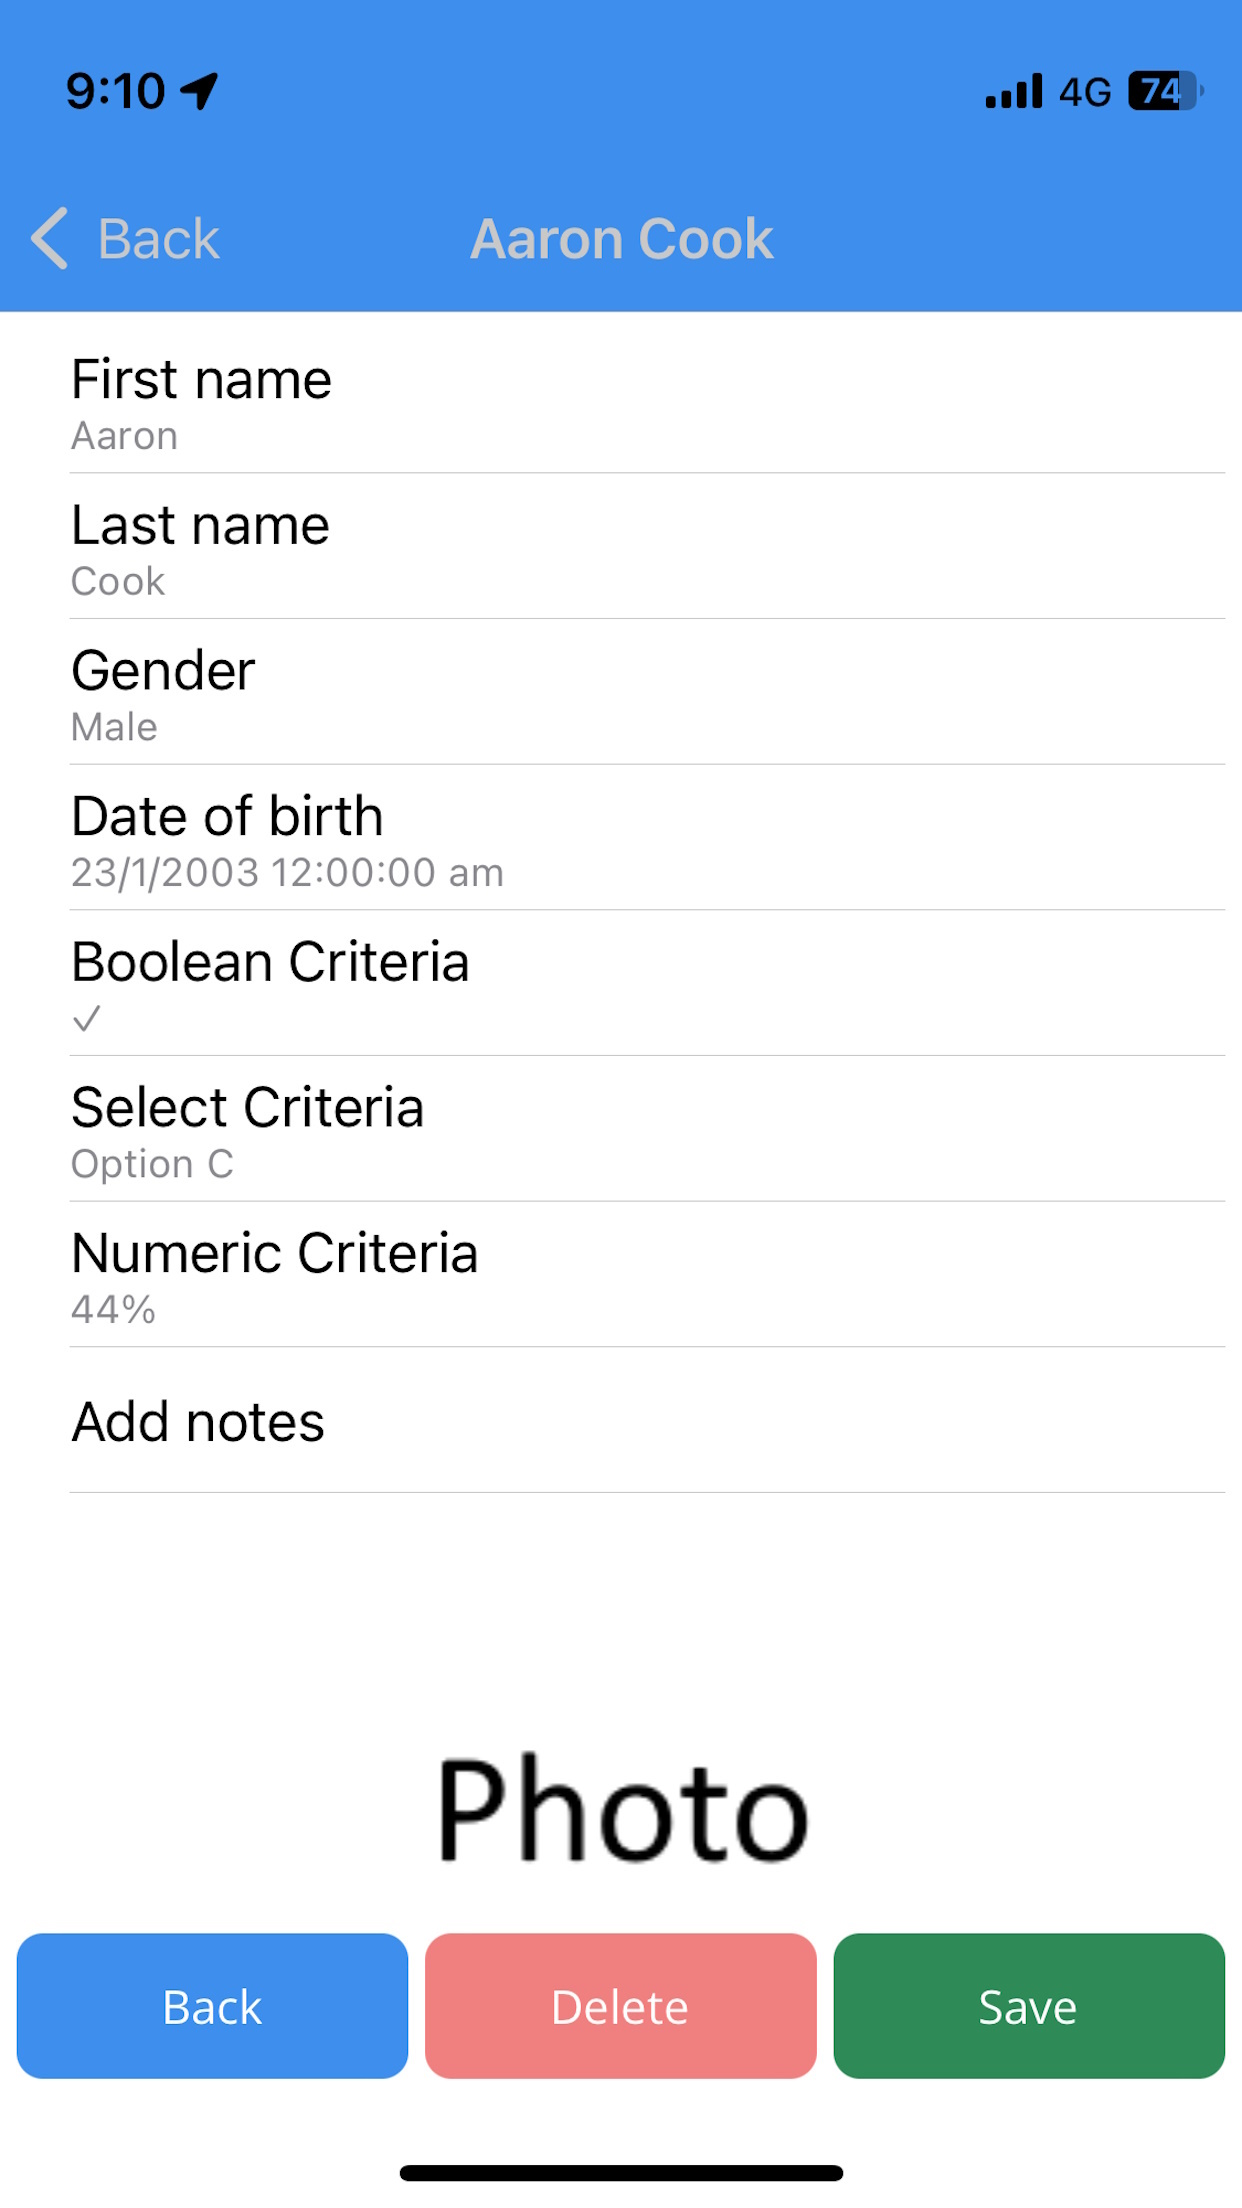 9:10 4G 74
Back Aaron Cook
First name
Aaron
Last name
Cook
Gender
Male
Date of birth
23/1/2003 12:00:00 am
Boolean Criteria
✓
Select Criteria
Option C
Numeric Criteria
44%
Add notes
Photo
Back Delete Save